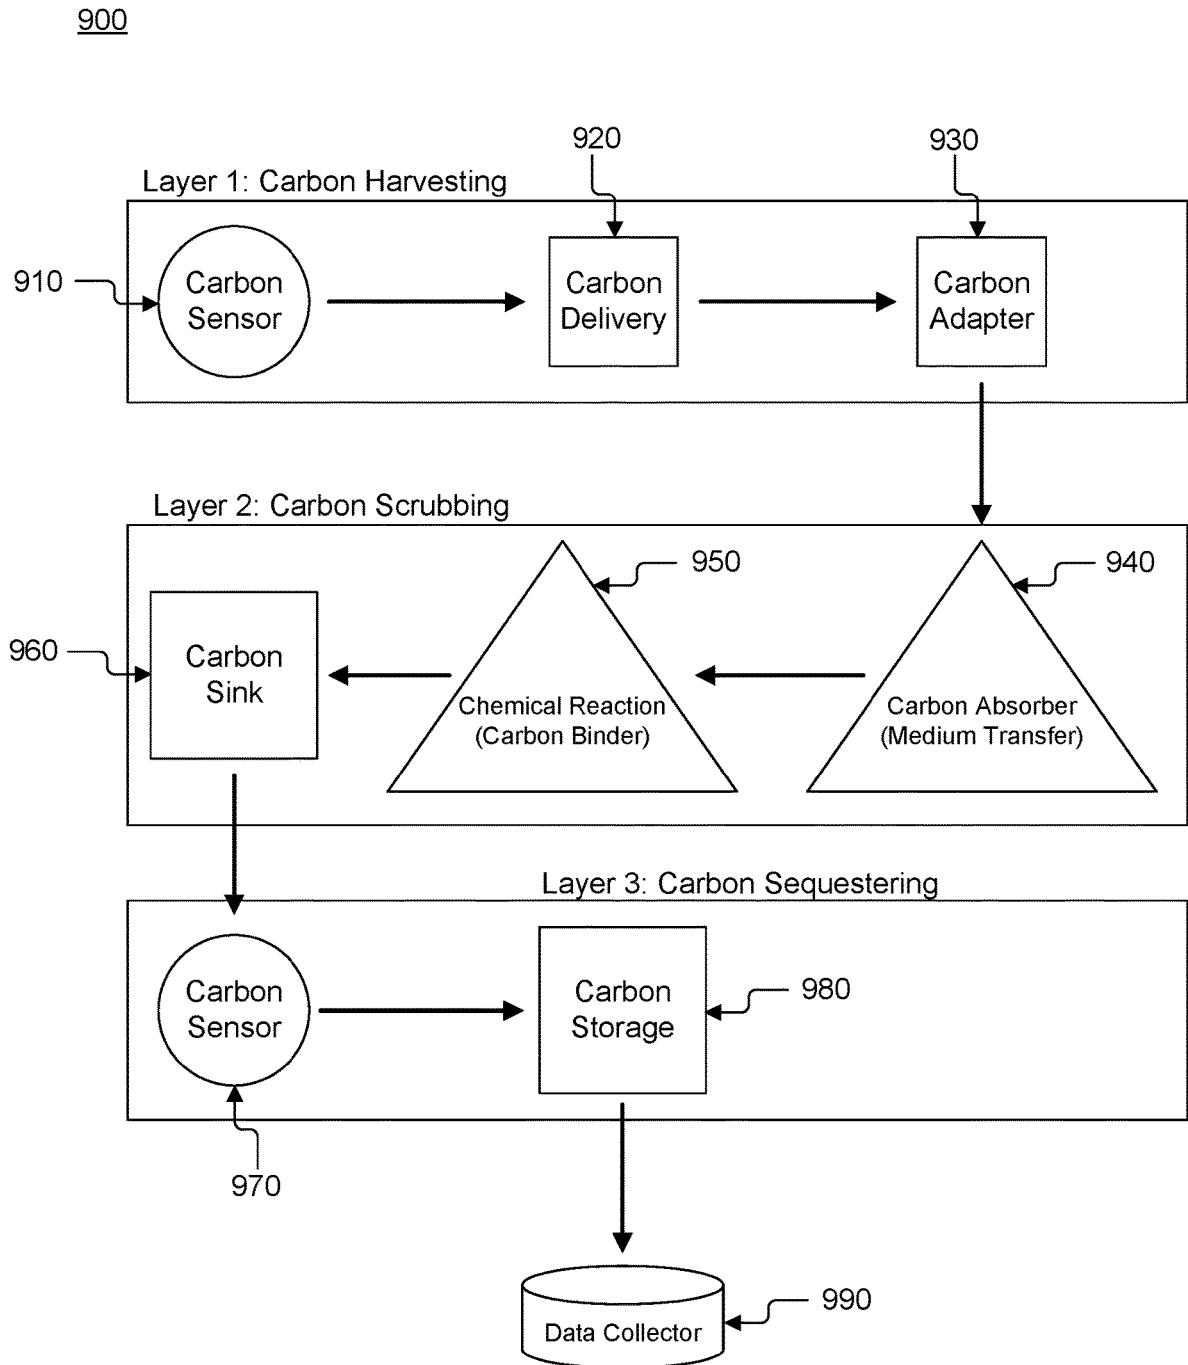 900
920
930
Layer 1: Carbon Harvesting
910
Carbon
Sensor
Carbon
Delivery
Carbon
Adapter
Layer 2: Carbon Scrubbing
950
940
960
Carbon
Sink
Chemical Reaction
(Carbon Binder)
Carbon Absorber
(Medium Transfer)
Layer 3: Carbon Sequestering
Carbon
Sensor
Carbon
Storage
980
970
990
Data Collector